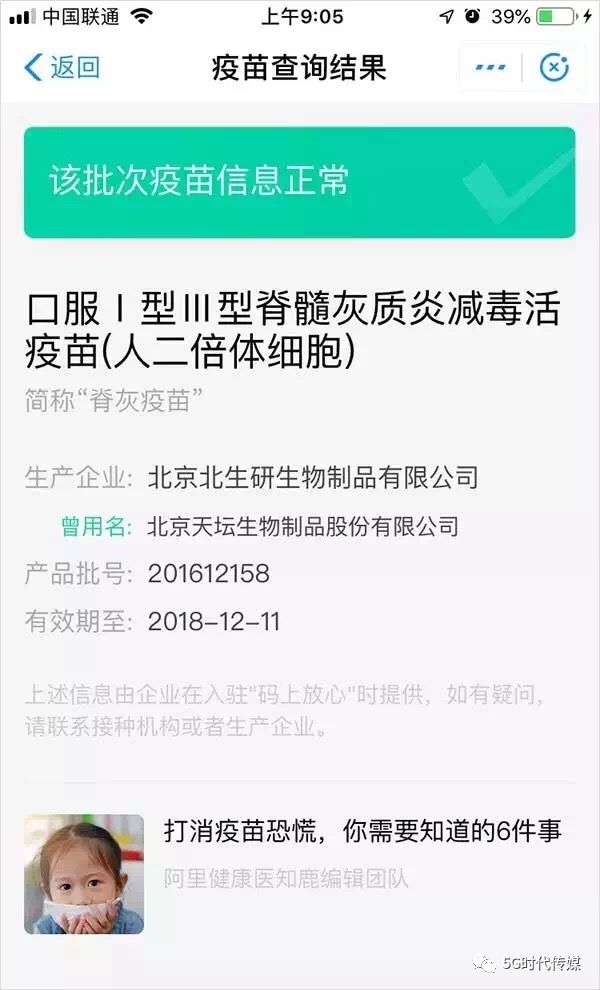 中国联通 上午9:05 39%
返回 疫苗查询结果
该批次疫苗信息正常
口服Ⅰ型Ⅲ型脊髓灰质炎减毒活
疫苗(人二倍体细胞)
简称“脊灰疫苗”
生产企业: 北京北生研生物制品有限公司
曾用名: 北京天坛生物制品股份有限公司
产品批号: 201612158
有效期至: 2018-12-11
上述信息由企业在入驻"码上放心"时提供，如有疑问，
请联系接种机构或者生产企业。
打消疫苗恐慌，你需要知道的6件事
阿里健康医知鹿编辑团队
5G时代传媒